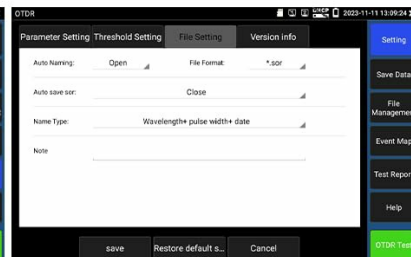 OTDR 2023-11-11 13:09:24
Parameter Setting Threshold Setting File Setting Version info
Auto Naming: Open File Format: *.sor
Auto save sor: Close
Name Type: Wavelength+ pulse width+ date
Note
save Restore default s... Cancel
Setting
Save Data
File
Managemen
Event Map
Test Repor
Help
OTDR Test